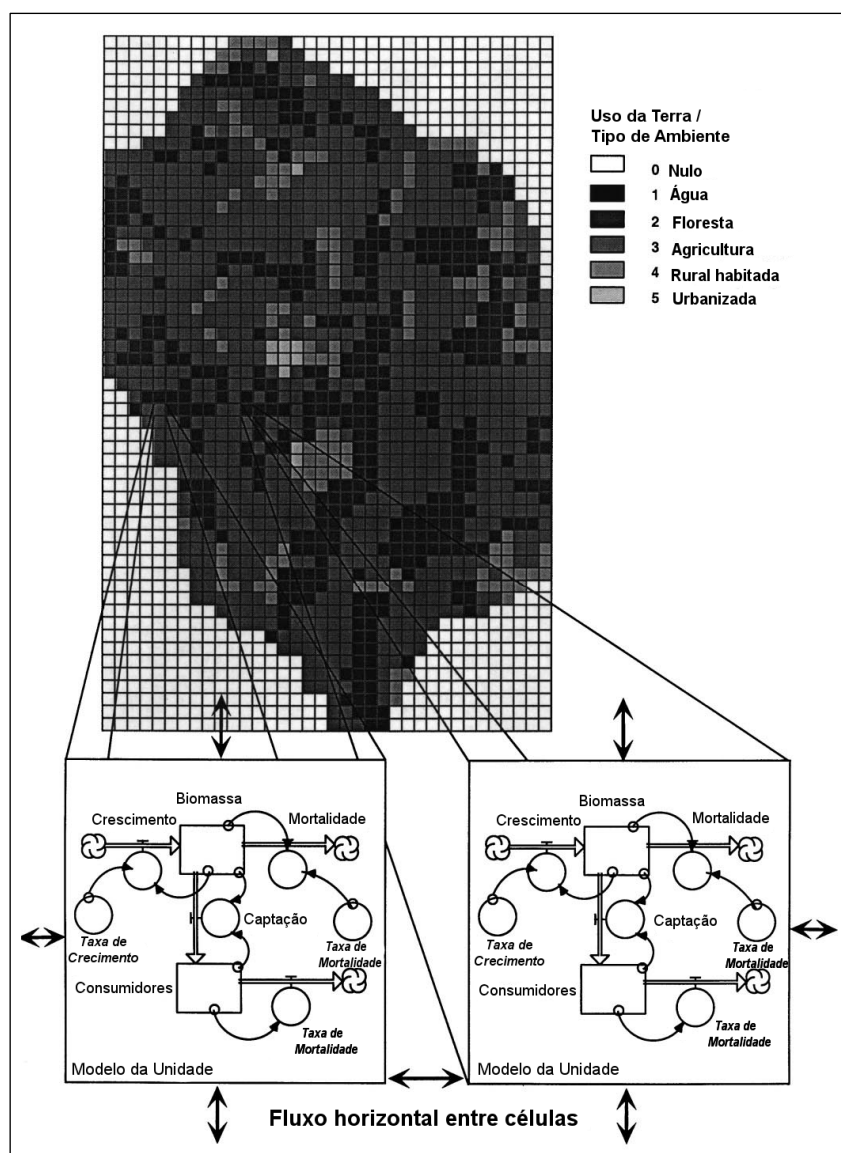 Uso da Terra /
Tipo de Ambiente
0 Nulo
1 Água
2 Floresta
3 Agricultura
4 Rural habitada
5 Urbanizada
Biomassa
Crescimento
Mortalidade
Captação
Taxa de
Crecimento
Taxa de
Mortalidade
Consumidores
Taxa de
Mortalidade
Modelo da Unidade
Biomassa
Crescimento
Mortalidade
Captação
Taxa de
Crecimento
Taxa de
Mortalidade
Consumidores
Taxa de
Mortalidade
Modelo da Unidade
Fluxo horizontal entre células